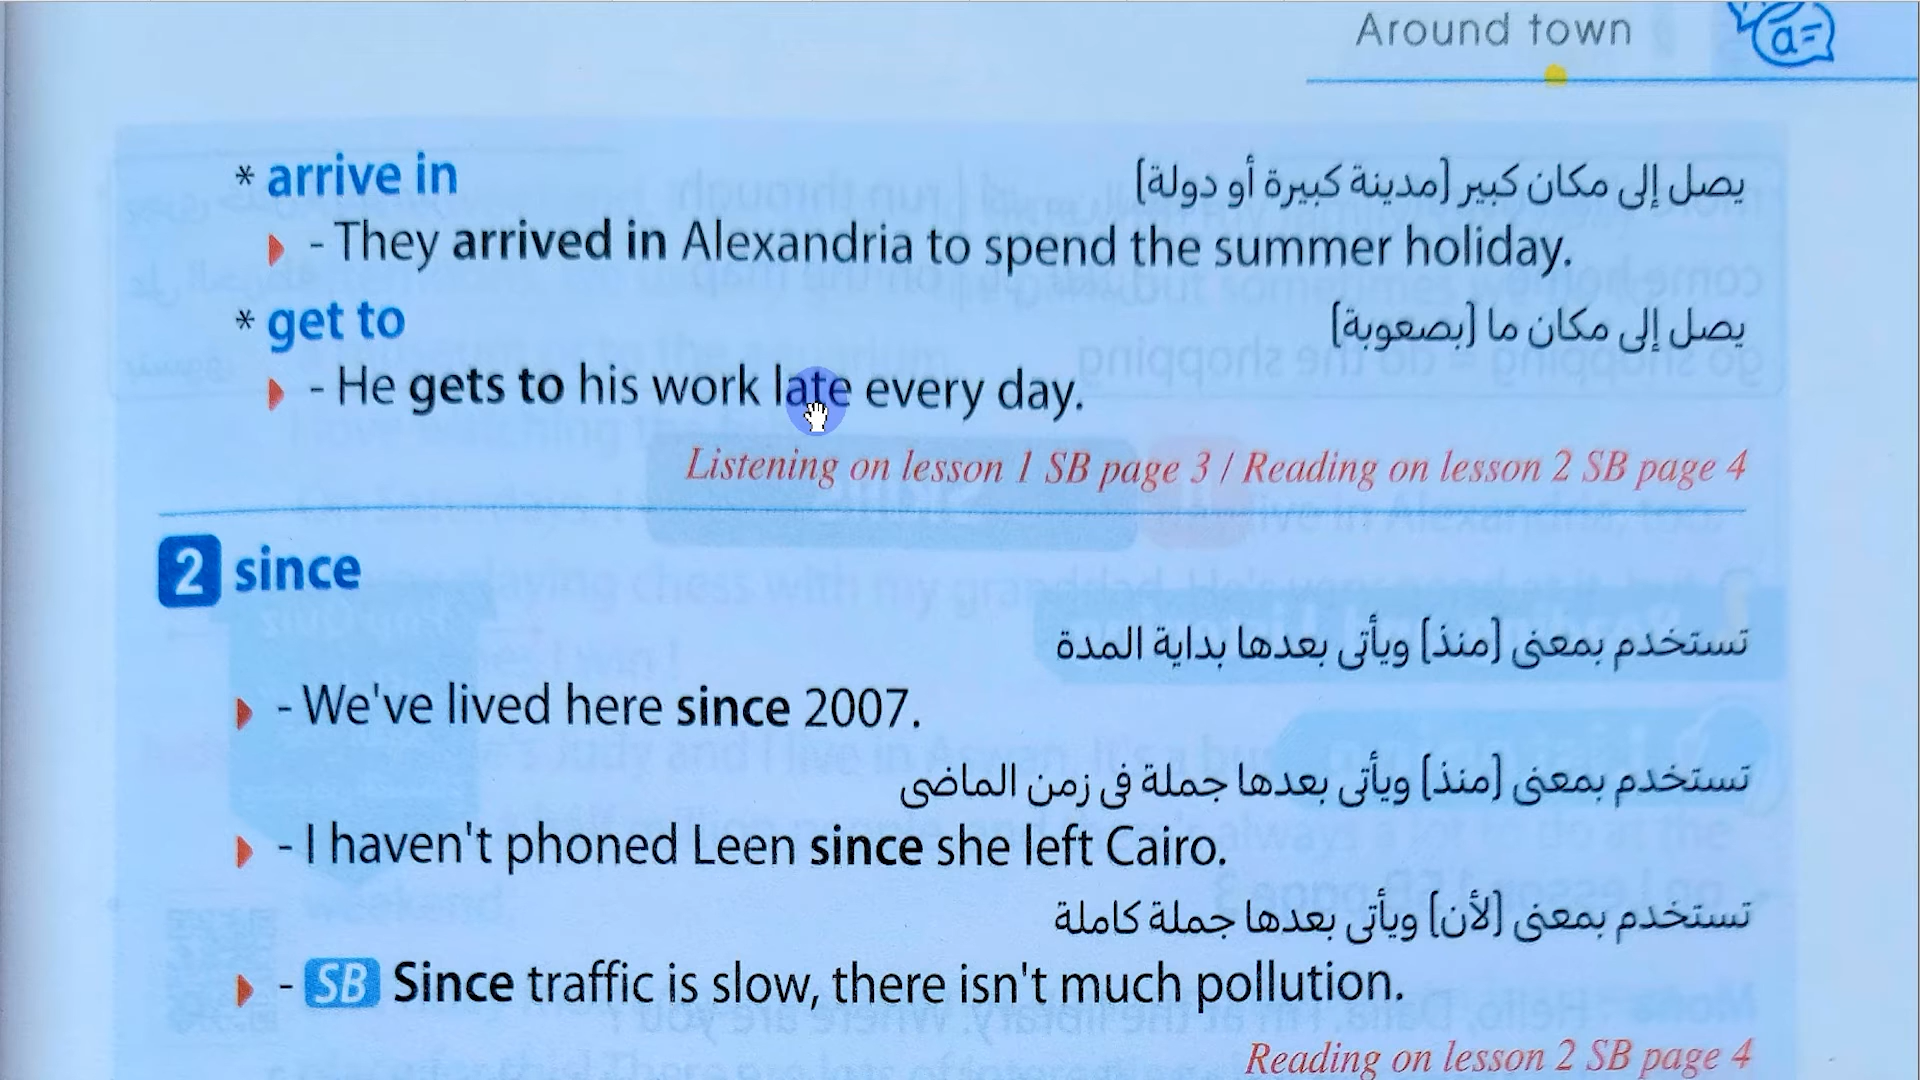 Around town
* arrive in يصل إلى مكان كبير [مدينة كبيرة أو دولة]
- They arrived in Alexandria to spend the summer holiday.
* get to يصل إلى مكان ما [بصعوبة]
- He gets to his work late every day.
Listening on lesson 1 SB page 3 / Reading on lesson 2 SB page 4
2 since
تستخدم بمعنى [منذ] ويأتى بعدها بداية المدة
- We've lived here since 2007.
تستخدم بمعنى [منذ] ويأتى بعدها جملة فى زمن الماضى
- I haven't phoned Leen since she left Cairo.
تستخدم بمعنى [لأن] ويأتى بعدها جملة كاملة
- SB Since traffic is slow, there isn't much pollution.
Reading on lesson 2 SB page 4